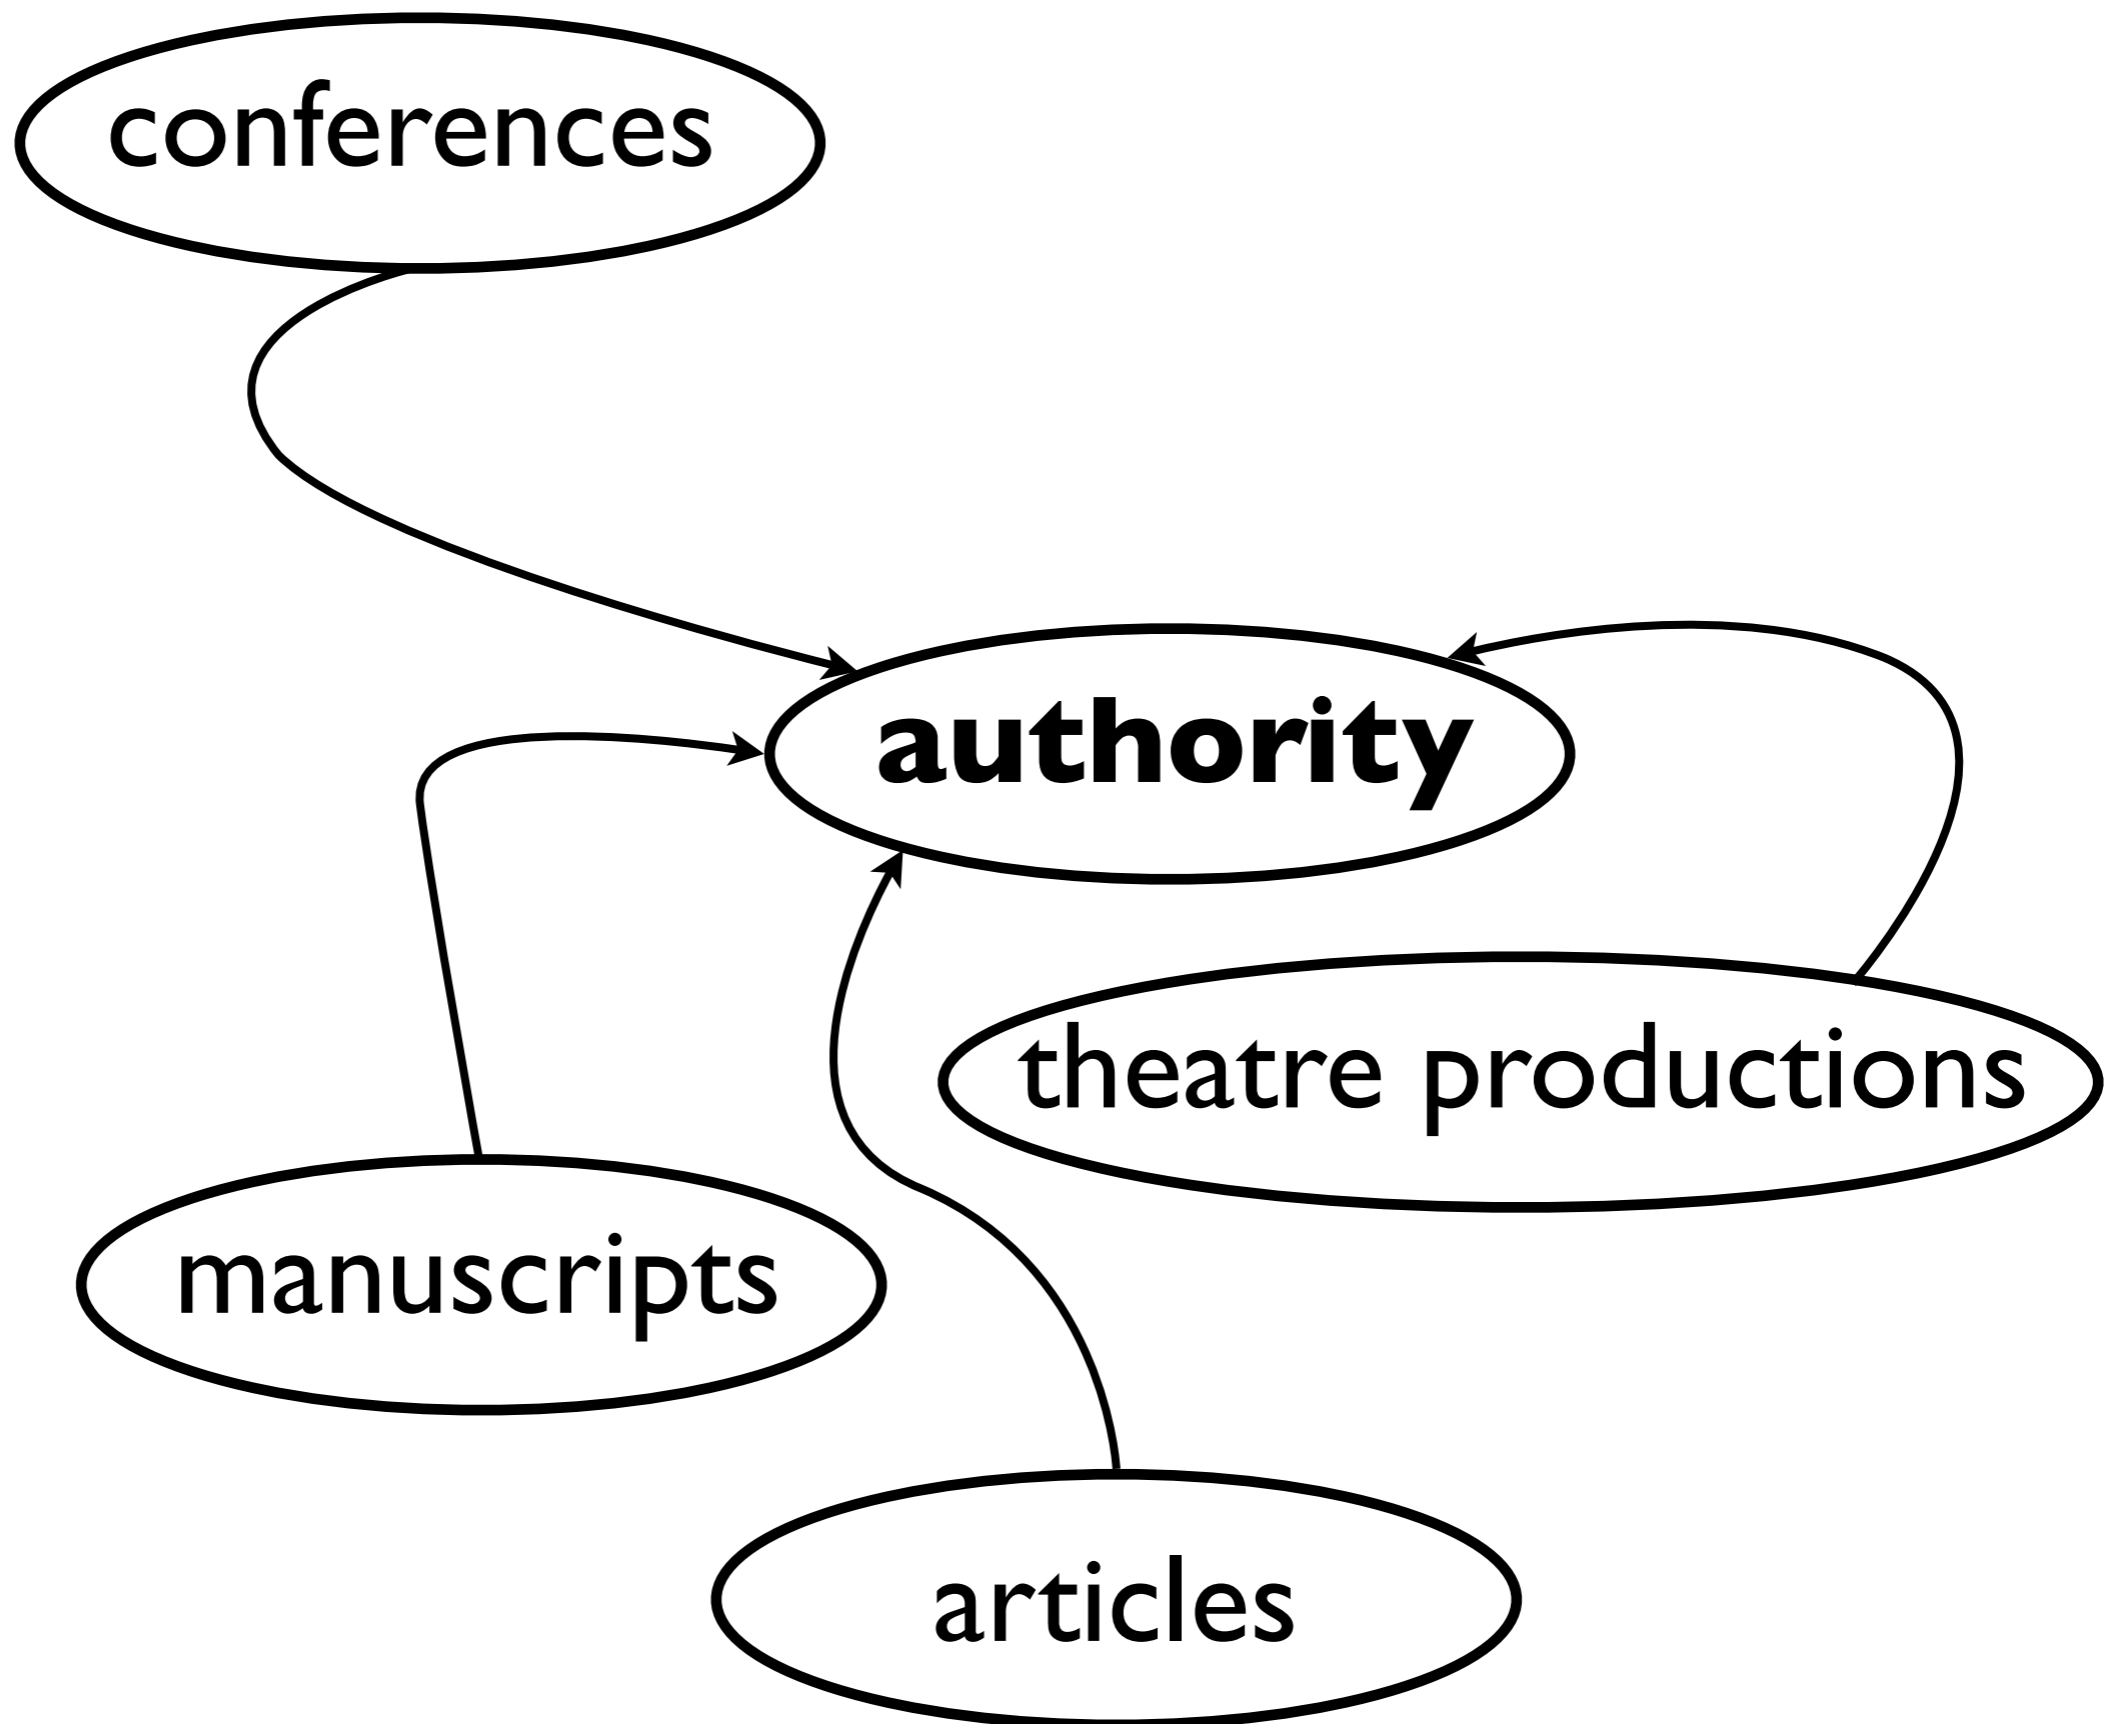 conferences
authority
theatre productions
manuscripts
articles